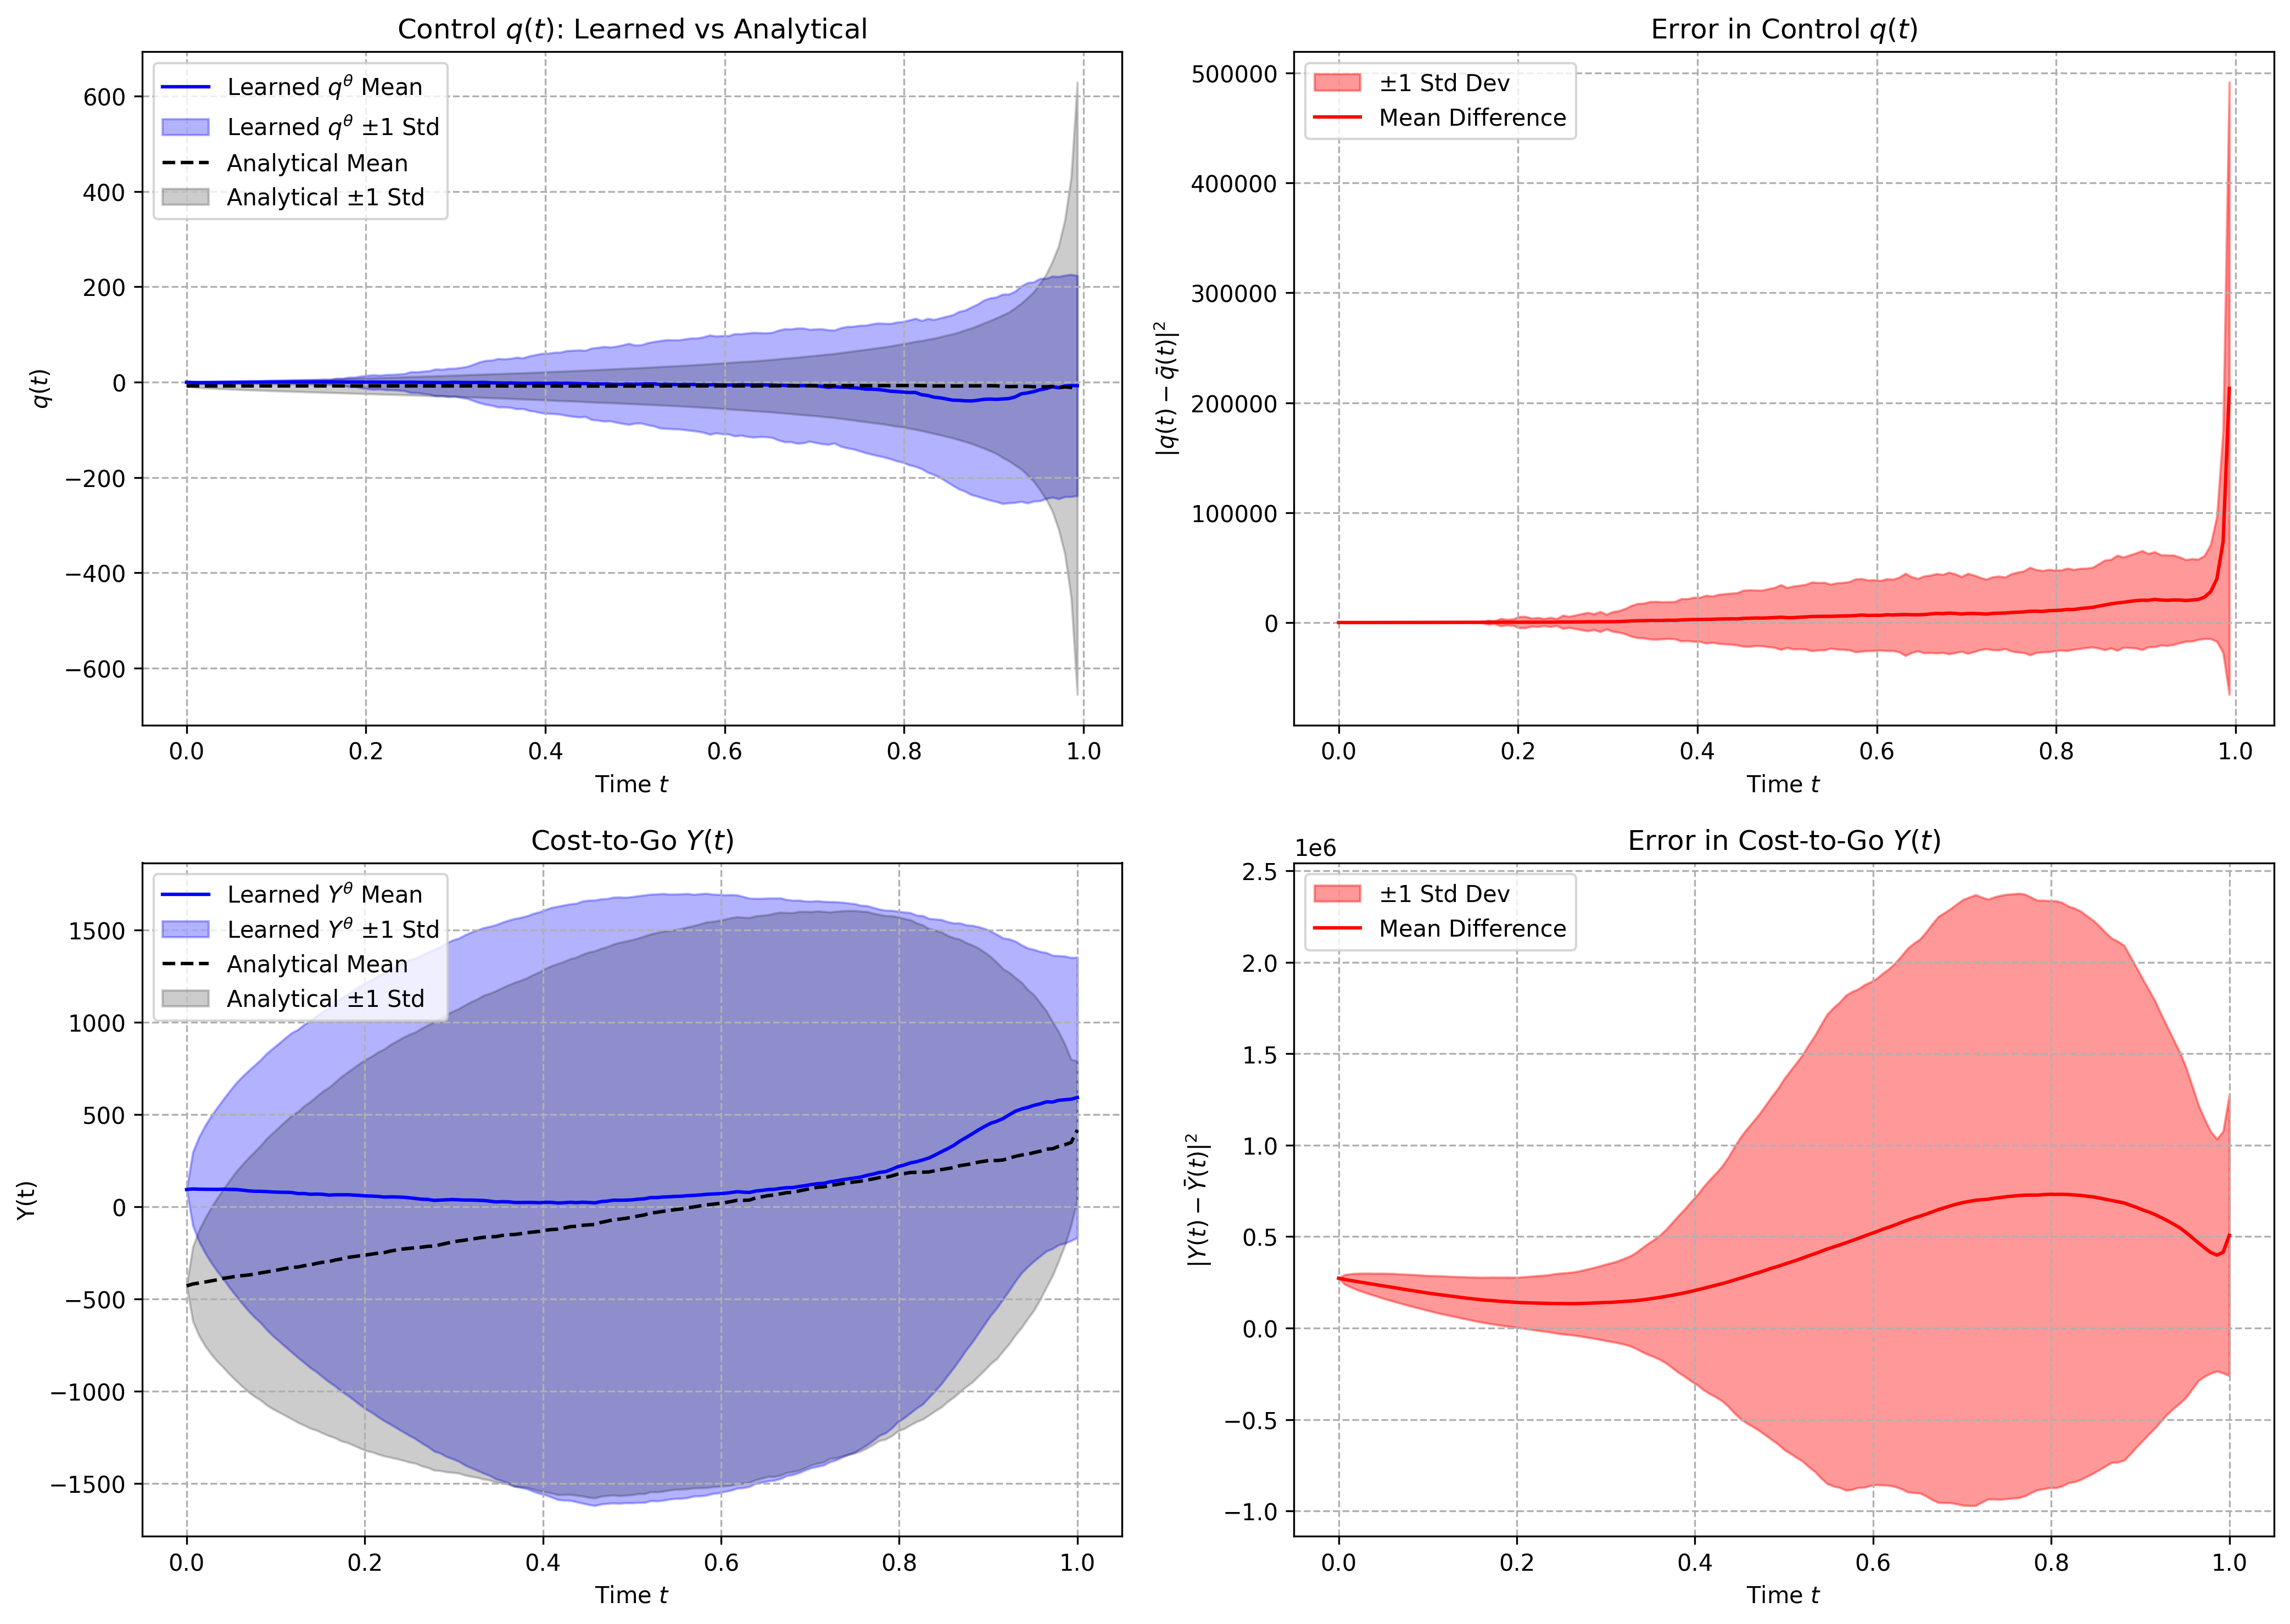 Control q(t): Learned vs Analytical
Learned q^θ Mean
Learned q^θ ±1 Std
Analytical Mean
Analytical ±1 Std
600
400
200
0
−200
−400
−600
q(t)
0.0 0.2 0.4 0.6 0.8 1.0
Time t
Error in Control q(t)
±1 Std Dev
Mean Difference
500000
400000
300000
200000
100000
0
|q(t) − q̄(t)|²
0.0 0.2 0.4 0.6 0.8 1.0
Time t
Cost-to-Go Y(t)
Learned Y^θ Mean
Learned Y^θ ±1 Std
Analytical Mean
Analytical ±1 Std
1500
1000
500
0
−500
−1000
−1500
Y(t)
0.0 0.2 0.4 0.6 0.8 1.0
Time t
Error in Cost-to-Go Y(t)
1e6
±1 Std Dev
Mean Difference
2.5
2.0
1.5
1.0
0.5
0.0
−0.5
−1.0
|Y(t) − Ȳ(t)|²
0.0 0.2 0.4 0.6 0.8 1.0
Time t